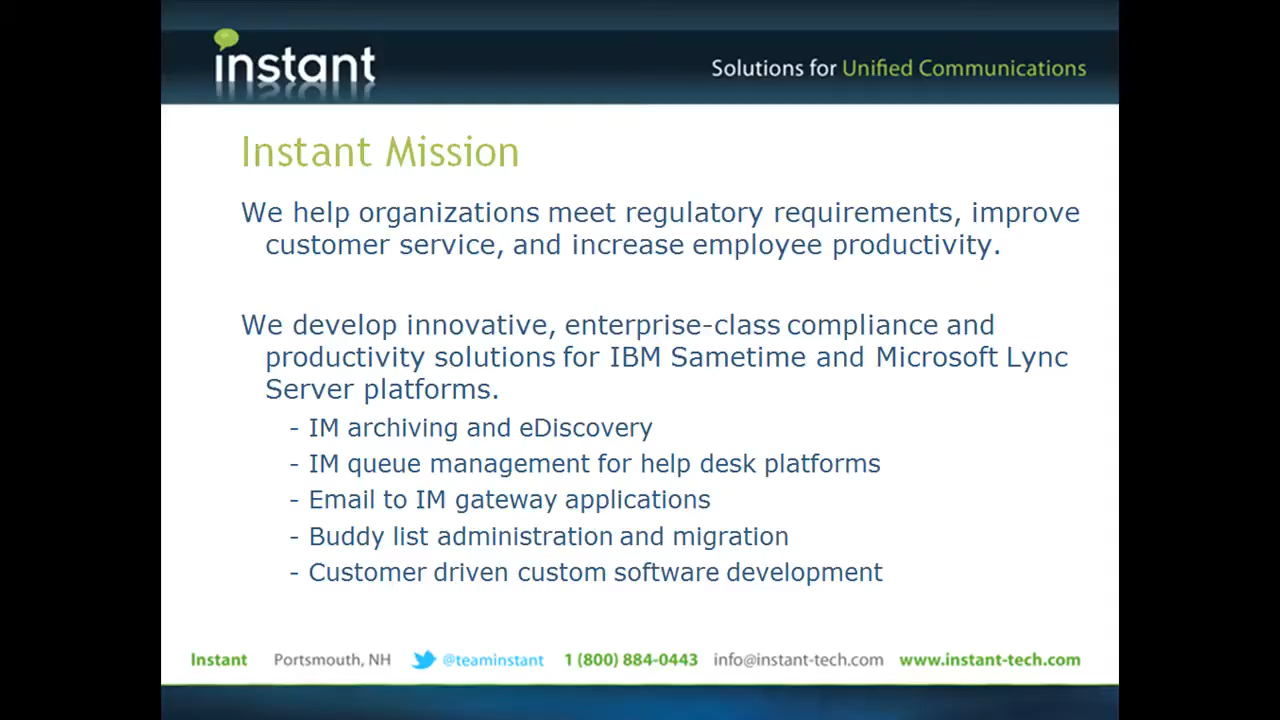 instant
Solutions for Unified Communications
Instant Mission
We help organizations meet regulatory requirements, improve
customer service, and increase employee productivity.
We develop innovative, enterprise-class compliance and
productivity solutions for IBM Sametime and Microsoft Lync
Server platforms.
- IM archiving and eDiscovery
- IM queue management for help desk platforms
- Email to IM gateway applications
- Buddy list administration and migration
- Customer driven custom software development
Instant Portsmouth, NH @teaminstant 1 (800) 884-0443 info@instant-tech.com www.instant-tech.com